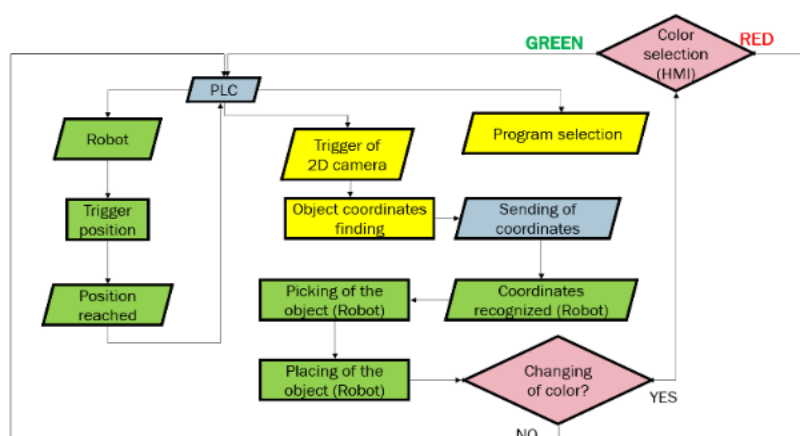 GREEN
Color
selection
(HMI)
RED
PLC
Robot
Trigger of
2D camera
Program selection
Trigger
position
Object coordinates
finding
Sending of
coordinates
Position
reached
Picking of the
object (Robot)
Coordinates
recognized (Robot)
Placing of the
object (Robot)
Changing
of color?
YES
NO